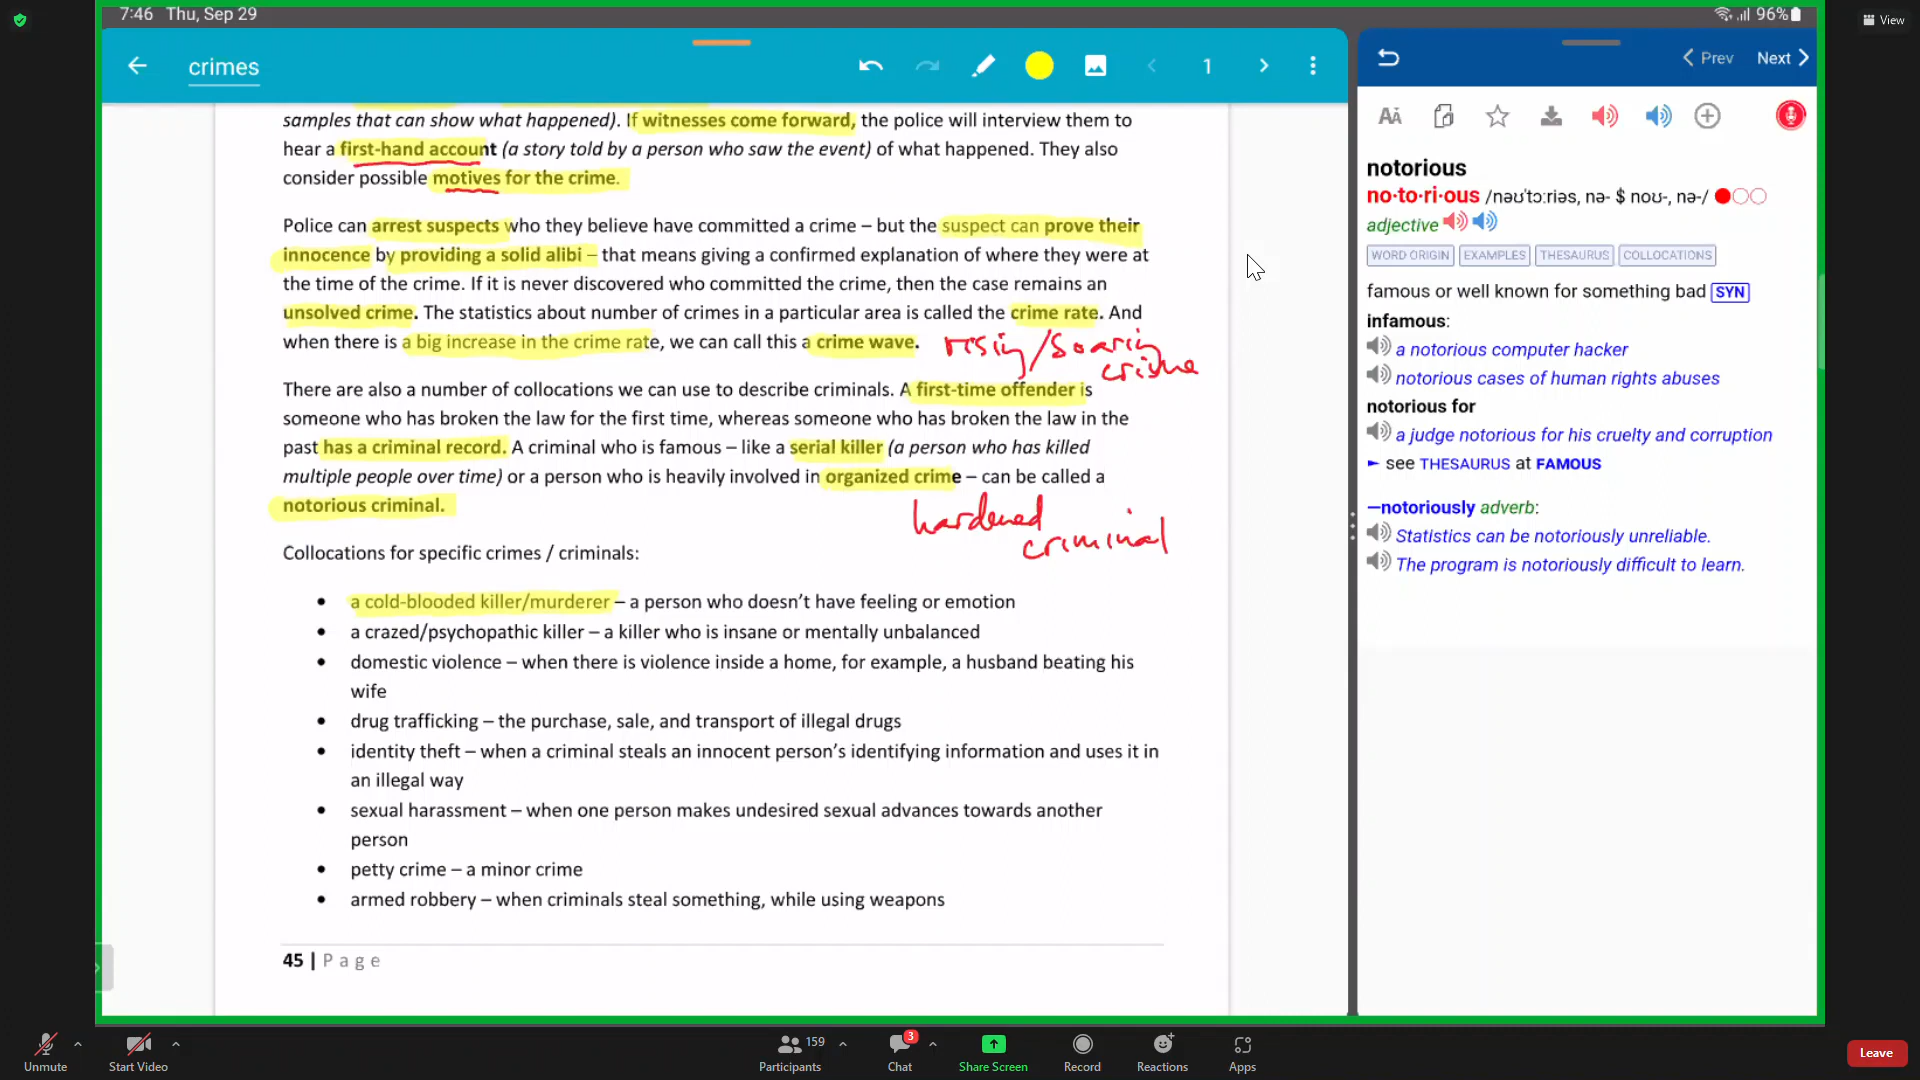 7:46 Thu, Sep 29
96%
View
crimes
1
samples that can show what happened). If witnesses come forward, the police will interview them to
hear a first-hand account (a story told by a person who saw the event) of what happened. They also
consider possible motives for the crime.
Police can arrest suspects who they believe have committed a crime – but the suspect can prove their
innocence by providing a solid alibi – that means giving a confirmed explanation of where they were at
the time of the crime. If it is never discovered who committed the crime, then the case remains an
unsolved crime. The statistics about number of crimes in a particular area is called the crime rate. And
when there is a big increase in the crime rate, we can call this a crime wave.
rising/soaring
crime
There are also a number of collocations we can use to describe criminals. A first-time offender is
someone who has broken the law for the first time, whereas someone who has broken the law in the
past has a criminal record. A criminal who is famous – like a serial killer (a person who has killed
multiple people over time) or a person who is heavily involved in organized crime – can be called a
notorious criminal.
hardened
criminal
Collocations for specific crimes / criminals:
• a cold-blooded killer/murderer – a person who doesn't have feeling or emotion
• a crazed/psychopathic killer – a killer who is insane or mentally unbalanced
• domestic violence – when there is violence inside a home, for example, a husband beating his
wife
• drug trafficking – the purchase, sale, and transport of illegal drugs
• identity theft – when a criminal steals an innocent person's identifying information and uses it in
an illegal way
• sexual harassment – when one person makes undesired sexual advances towards another
person
• petty crime – a minor crime
• armed robbery – when criminals steal something, while using weapons
45 | Page
Prev Next
AA
notorious
no·to·ri·ous /nəʊˈtɔːriəs, nə- $ noʊ-, nə-/
adjective
WORD ORIGIN EXAMPLES THESAURUS COLLOCATIONS
famous or well known for something bad SYN
infamous:
a notorious computer hacker
notorious cases of human rights abuses
notorious for
a judge notorious for his cruelty and corruption
► see THESAURUS at FAMOUS
—notoriously adverb:
Statistics can be notoriously unreliable.
The program is notoriously difficult to learn.
Unmute
Start Video
159
Participants
3
Chat
Share Screen
Record
Reactions
Apps
Leave